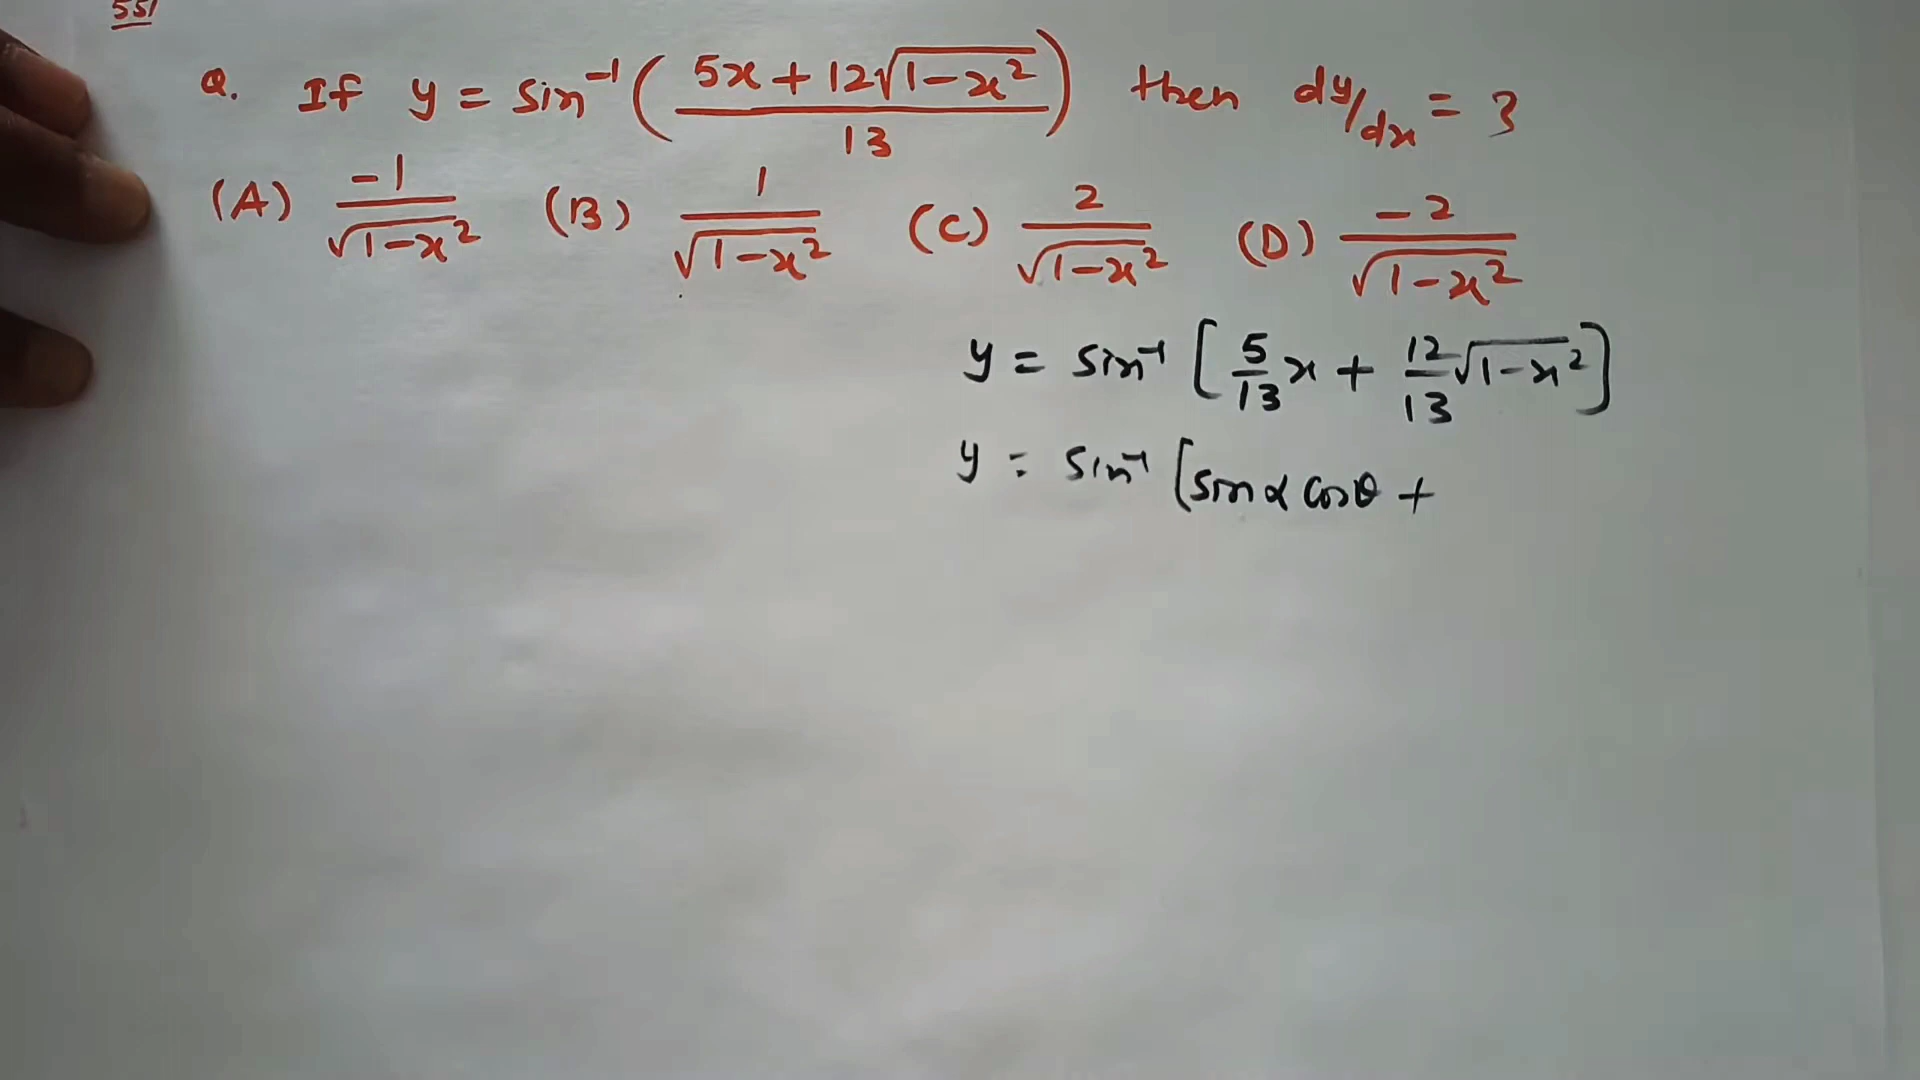 551
Q. If y = sin⁻¹ ( (5x + 12√(1-x²)) / 13 ) then dy/dx = ?
(A) -1/√(1-x²) (B) 1/√(1-x²) (C) 2/√(1-x²) (D) -2/√(1-x²)
y = sin⁻¹ [ 5/13 x + 12/13 √(1-x²) ]
y = sin⁻¹ [ sinα cosθ +